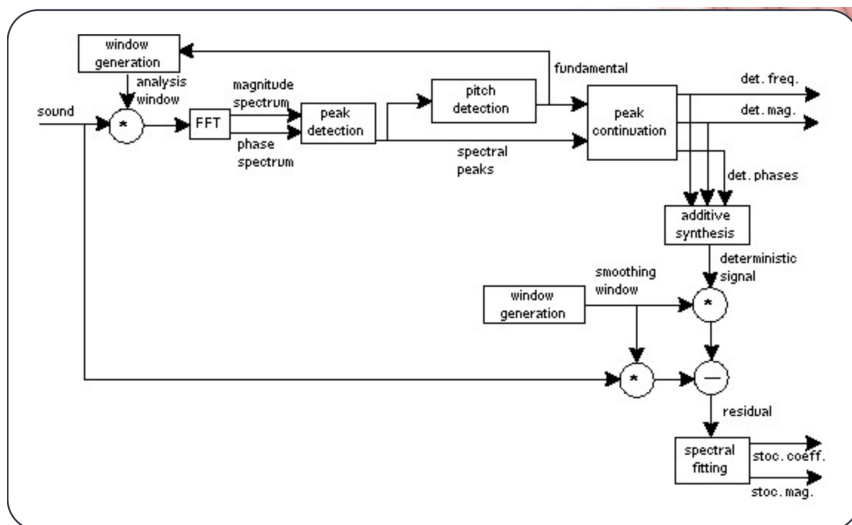 window
generation
analysis
window
sound
*
FFT
magnitude
spectrum
phase
spectrum
peak
detection
pitch
detection
spectral
peaks
fundamental
peak
continuation
det.freq.
det.mag.
det.phases
additive
synthesis
deterministic
signal
smoothing
window
window
generation
*
*
—
residual
spectral
fitting
stoc.coeff.
stoc.mag.